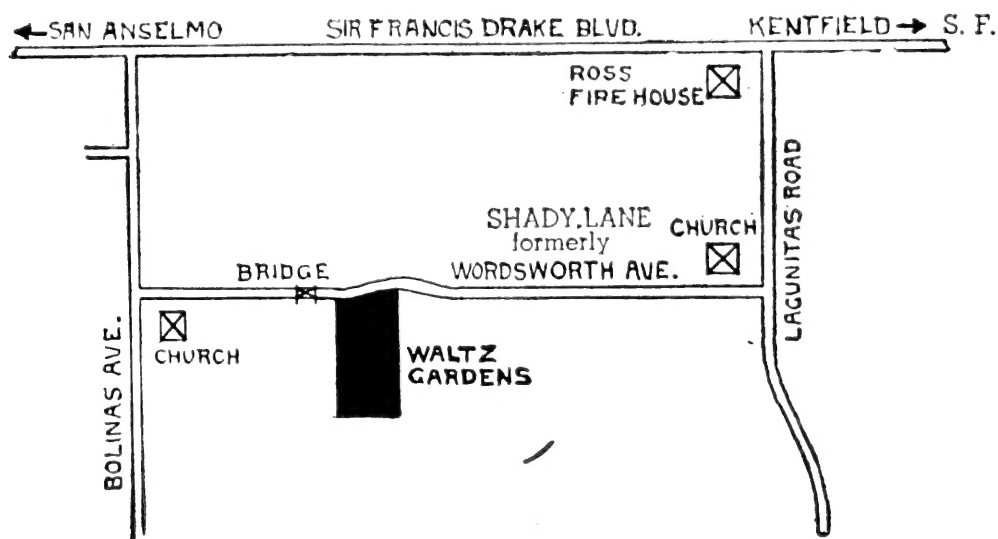 SAN ANSELMO SIR FRANCIS DRAKE BLVD. KENTFIELD S. F.
ROSS
FIRE HOUSE
LAGUNITAS ROAD
SHADY LANE
formerly
WORDSWORTH AVE.
CHURCH
BRIDGE
BOLINAS AVE.
CHURCH
WALTZ
GARDENS